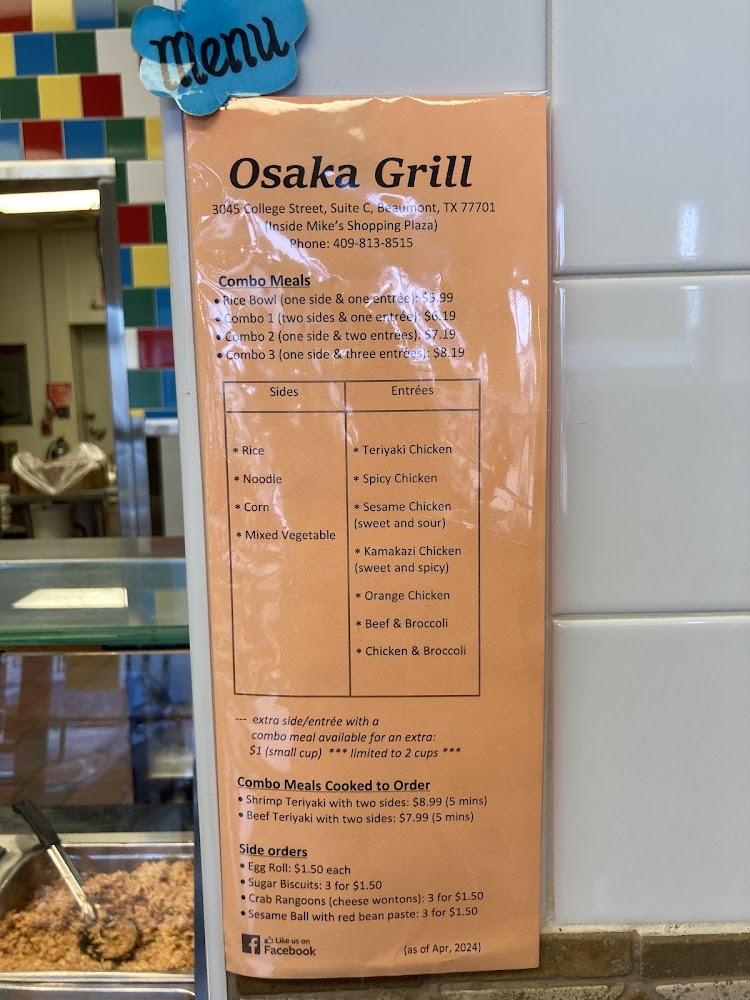 Menu
Osaka Grill
3045 College Street, Suite C, Beaumont, TX 77701
(Inside Mike's Shopping Plaza)
Phone: 409-813-8515
Combo Meals
• Rice Bowl (one side & one entrée): $5.99
• Combo 1 (two sides & one entrée): $6.19
• Combo 2 (one side & two entrées): $7.19
• Combo 3 (one side & three entrées): $8.19
Sides
* Rice
* Noodle
* Corn
* Mixed Vegetable
Entrées
* Teriyaki Chicken
* Spicy Chicken
* Sesame Chicken
(sweet and sour)
* Kamakazi Chicken
(sweet and spicy)
* Orange Chicken
* Beef & Broccoli
* Chicken & Broccoli
--- extra side/entrée with a
combo meal available for an extra:
$1 (small cup) *** limited to 2 cups ***
Combo Meals Cooked to Order
• Shrimp Teriyaki with two sides: $8.99 (5 mins)
• Beef Teriyaki with two sides: $7.99 (5 mins)
Side orders
• Egg Roll: $1.50 each
• Sugar Biscuits: 3 for $1.50
• Crab Rangoons (cheese wontons): 3 for $1.50
• Sesame Ball with red bean paste: 3 for $1.50
f Like us on
Facebook
(as of Apr, 2024)